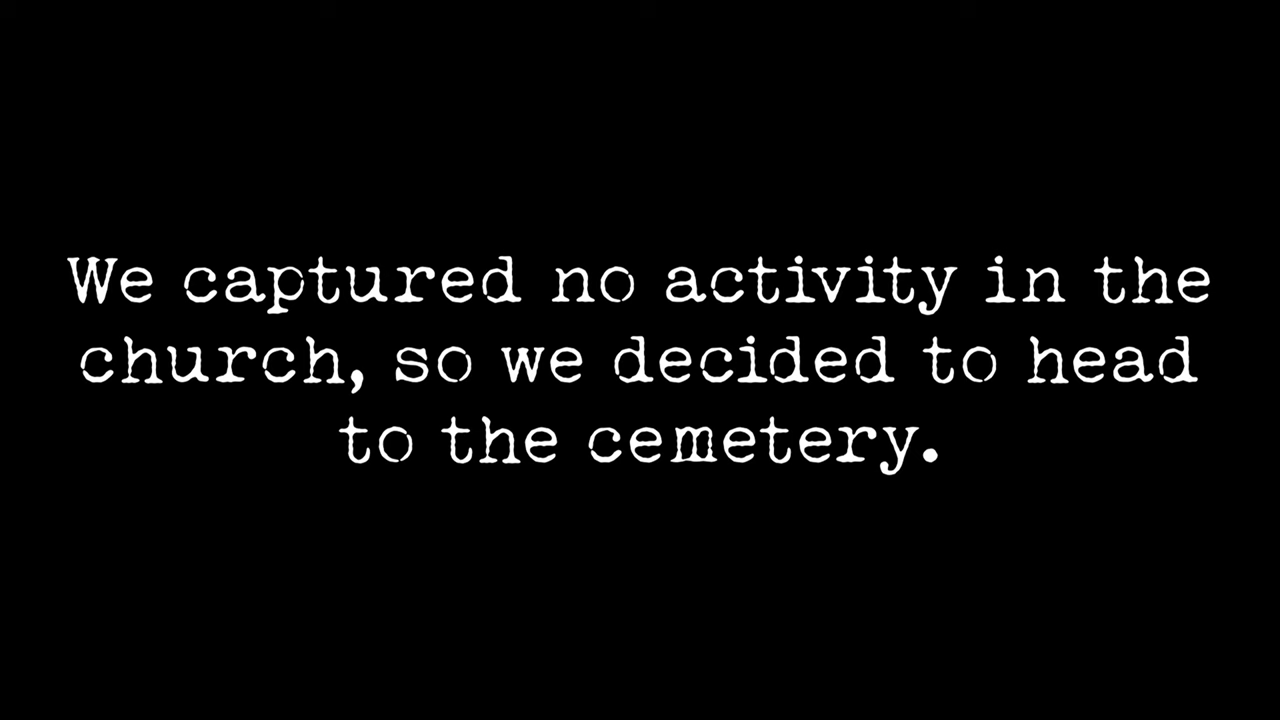 We captured no activity in the
church, so we decided to head
to the cemetery.